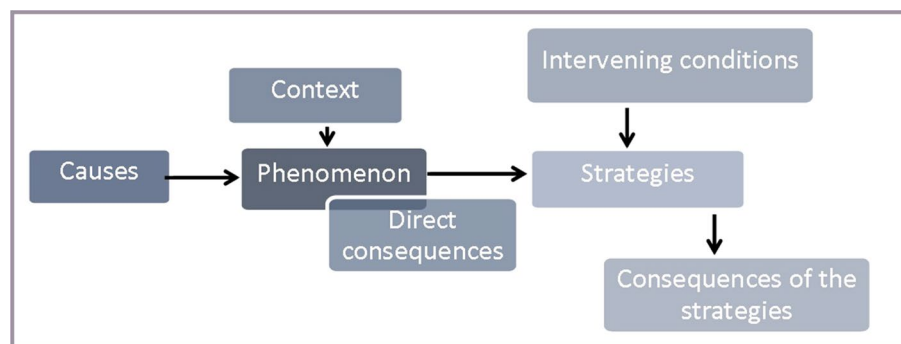 Intervening conditions
Context
Causes
Phenomenon
Strategies
Direct
consequences
Consequences of the
strategies